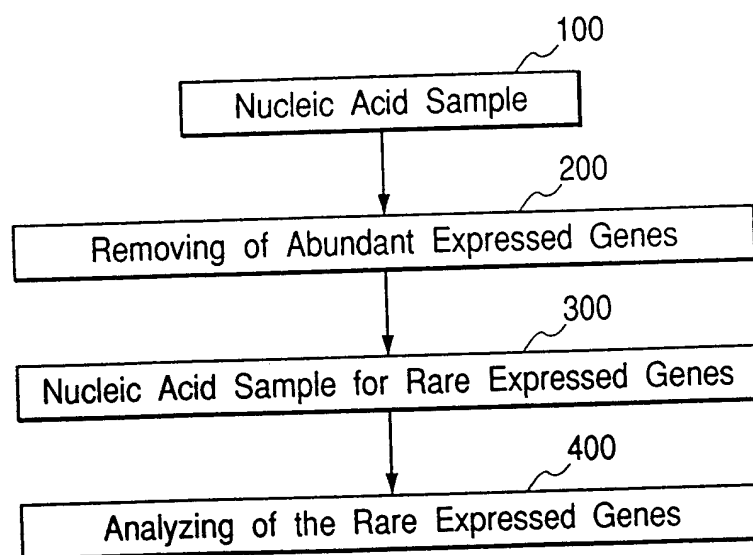 100
Nucleic Acid Sample
200
Removing of Abundant Expressed Genes
300
Nucleic Acid Sample for Rare Expressed Genes
400
Analyzing of the Rare Expressed Genes